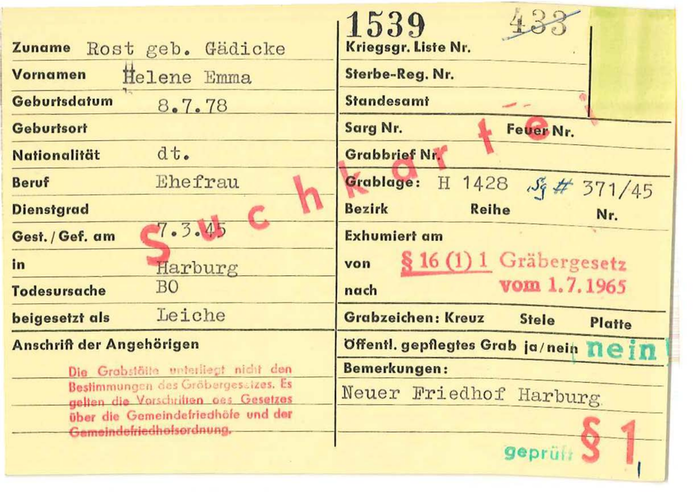 1539 433
Zuname Rost geb. Gädicke
Kriegsgr. Liste Nr.
Vornamen Helene Emma
Sterbe-Reg. Nr.
Geburtsdatum 8.7.78
Standesamt
Geburtsort
Sarg Nr. Feuer Nr.
Nationalität dt.
Grabbrief Nr.
Beruf Ehefrau
Grablage: H 1428 Sg # 371/45
Dienstgrad
Bezirk Reihe Nr.
Suchkartei
Gest./Gef. am 7.3.45
Exhumiert am
in Harburg
von § 16 (1) 1 Gräbergesetz
Todesursache BO
nach vom 1.7.1965
beigesetzt als Leiche
Grabzeichen: Kreuz Stele Platte
Anschrift der Angehörigen
Öffentl. gepflegtes Grab ja/nein nein!
Die Grabstätte unterliegt nicht den
Bestimmungen des Gräbergesetzes. Es
gelten die Vorschriften des Gesetzes
über die Gemeindefriedhöfe und der
Gemeindefriedhofsordnung.
Bemerkungen:
Neuer Friedhof Harburg
geprüft § 1